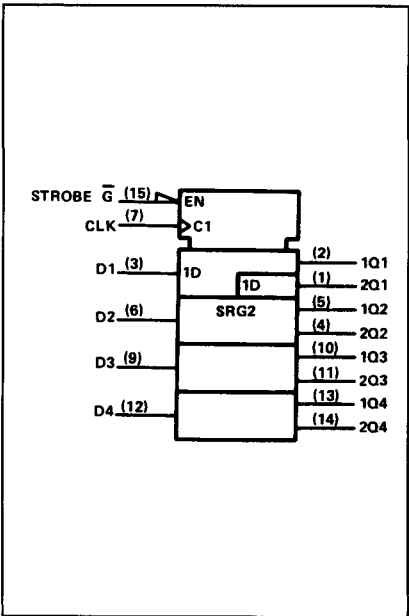 STROBE G̅ (15) EN
CLK (7) C1
D1 (3) 1D (2) 1Q1
1D (1) 2Q1
D2 (6) SRG2 (5) 1Q2
(4) 2Q2
D3 (9) (10) 1Q3
(11) 2Q3
D4 (12) (13) 1Q4
(14) 2Q4